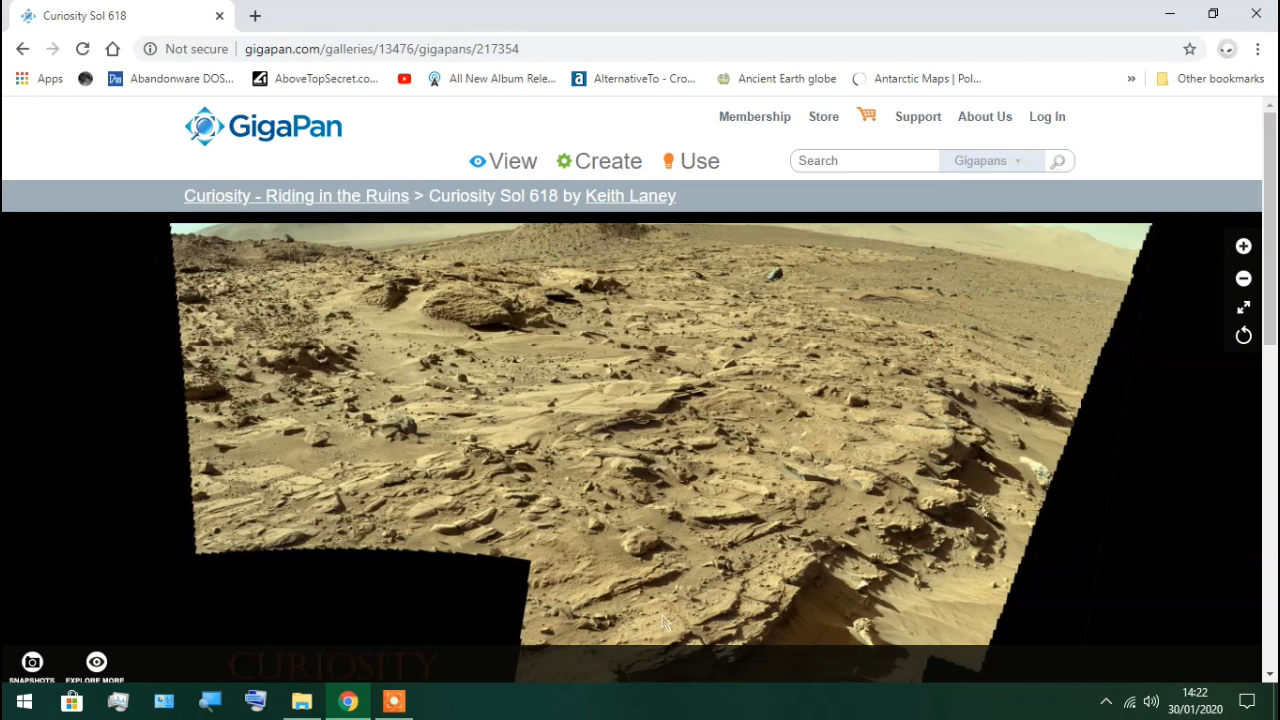 Curiosity Sol 618
Not secure
gigapan.com/galleries/13476/gigapans/217354
Apps
Abandonware DOS...
AboveTopSecret.co...
All New Album Rele...
AlternativeTo - Cro...
Ancient Earth globe
Antarctic Maps | Pol...
»
Other bookmarks
GigaPan
Membership
Store
Support
About Us
Log In
View
Create
Use
Search
Gigapans
Curiosity - Riding in the Ruins > Curiosity Sol 618 by Keith Laney
CURIOSITY
SNAPSHOTS
EXPLORE MORE
14:22
30/01/2020